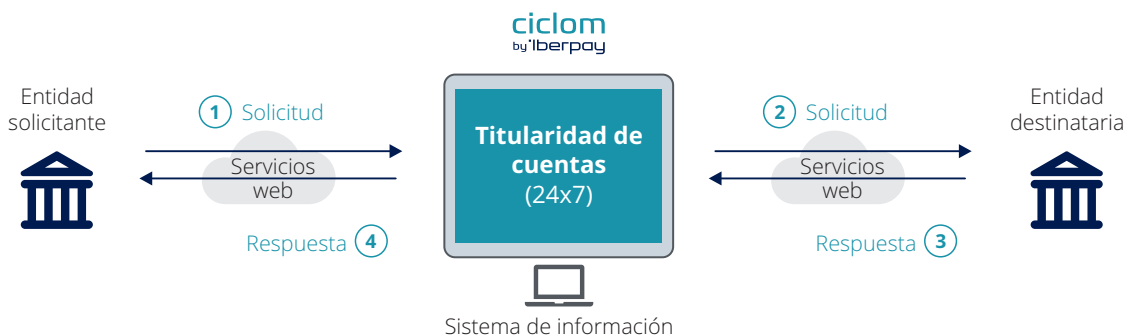 ciclom
by iberpay
Entidad
solicitante
1 Solicitud
Servicios
web
Respuesta 4
Titularidad de
cuentas
(24x7)
Sistema de información
2 Solicitud
Servicios
web
Respuesta 3
Entidad
destinataria